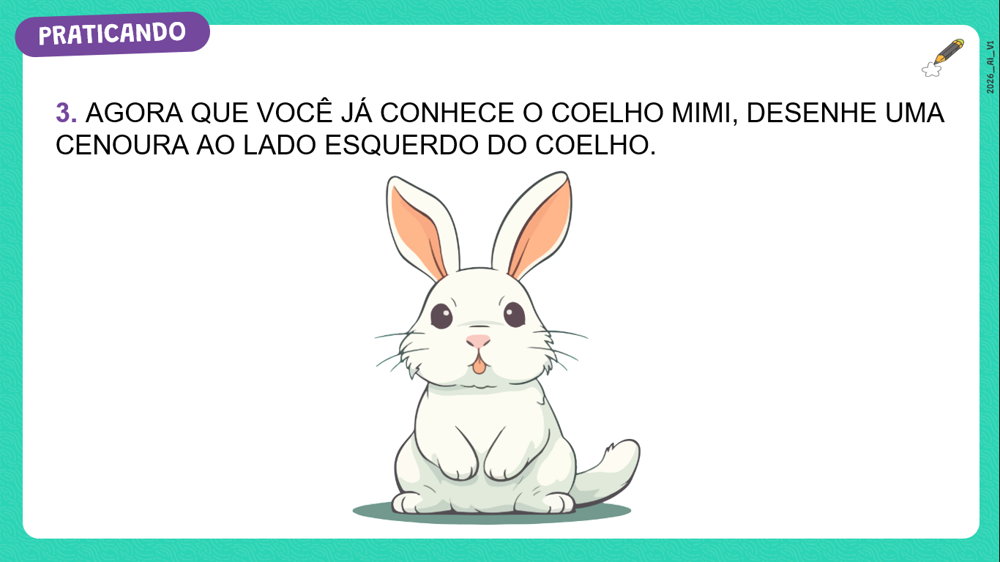 PRATICANDO
2026_AI_V1
3. AGORA QUE VOCÊ JÁ CONHECE O COELHO MIMI, DESENHE UMA
CENOURA AO LADO ESQUERDO DO COELHO.